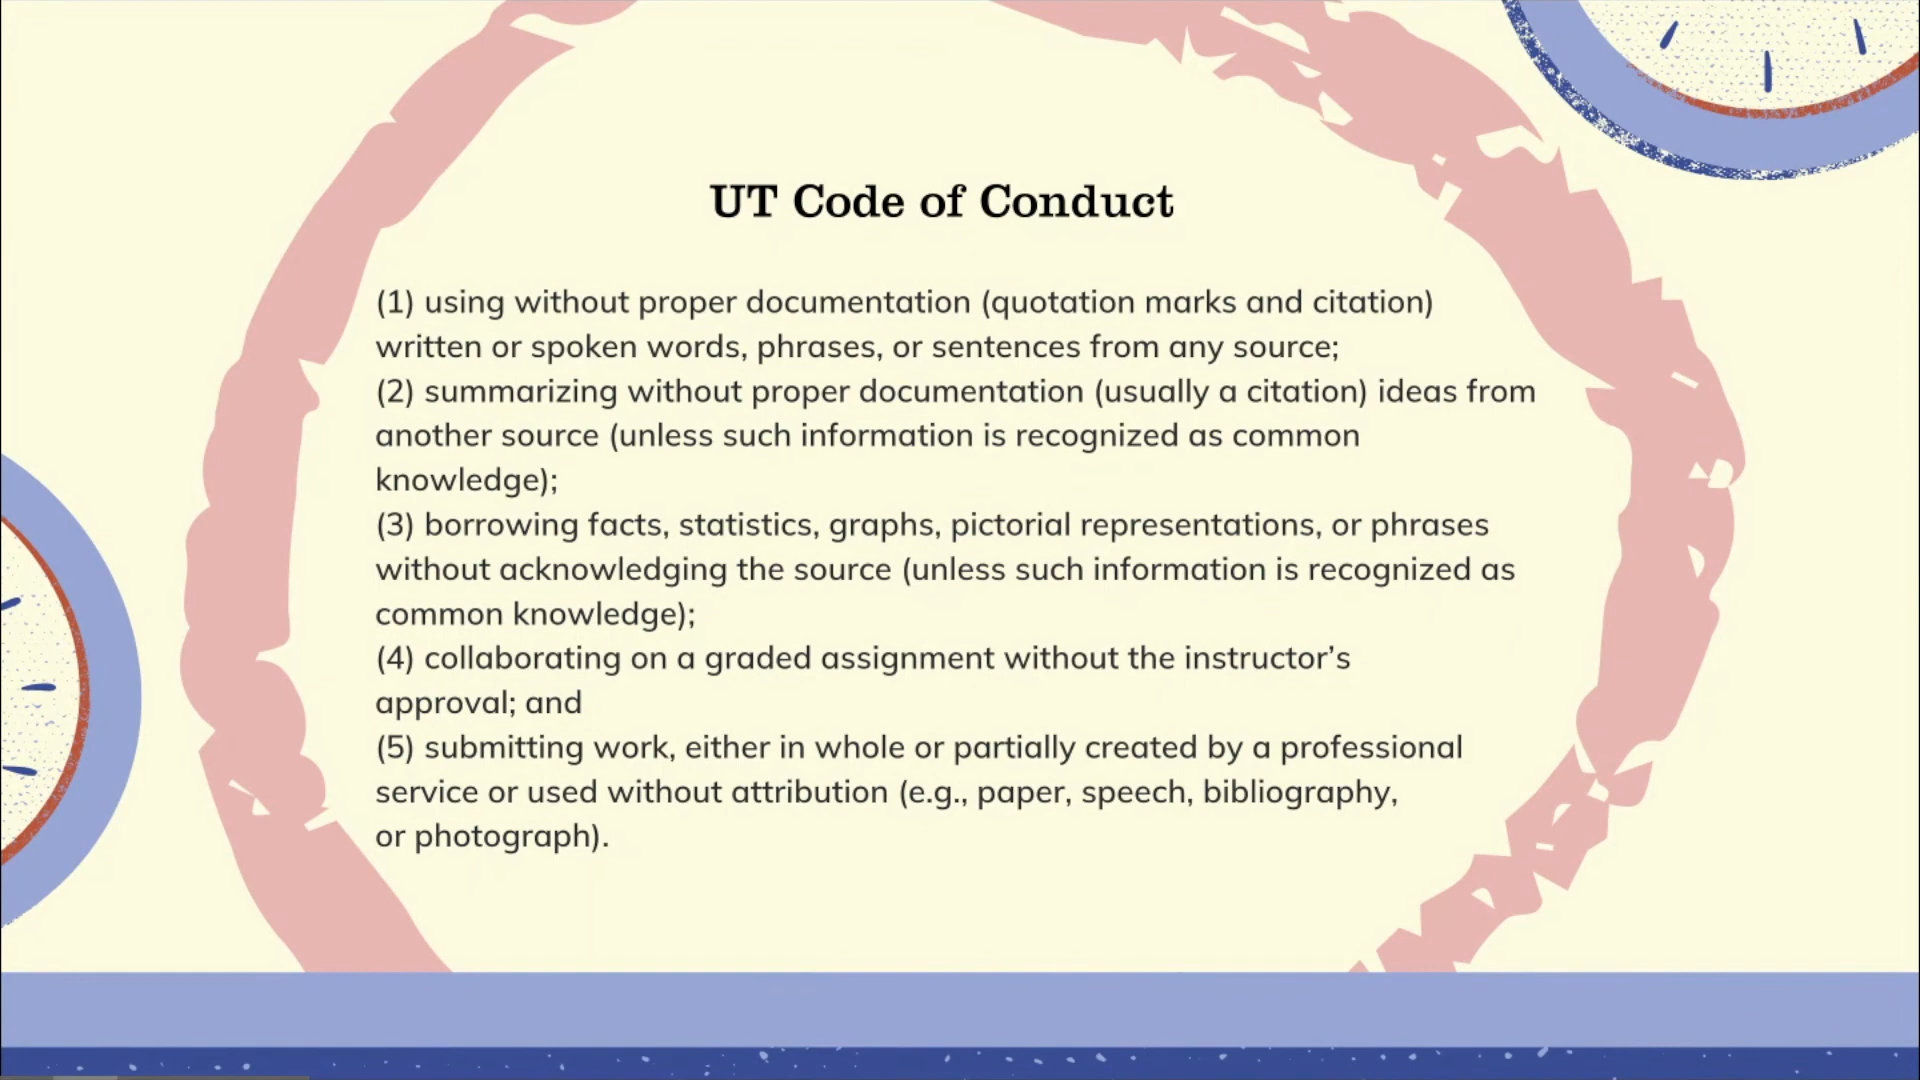 UT Code of Conduct
(1) using without proper documentation (quotation marks and citation)
written or spoken words, phrases, or sentences from any source;
(2) summarizing without proper documentation (usually a citation) ideas from
another source (unless such information is recognized as common
knowledge);
(3) borrowing facts, statistics, graphs, pictorial representations, or phrases
without acknowledging the source (unless such information is recognized as
common knowledge);
(4) collaborating on a graded assignment without the instructor’s
approval; and
(5) submitting work, either in whole or partially created by a professional
service or used without attribution (e.g., paper, speech, bibliography,
or photograph).